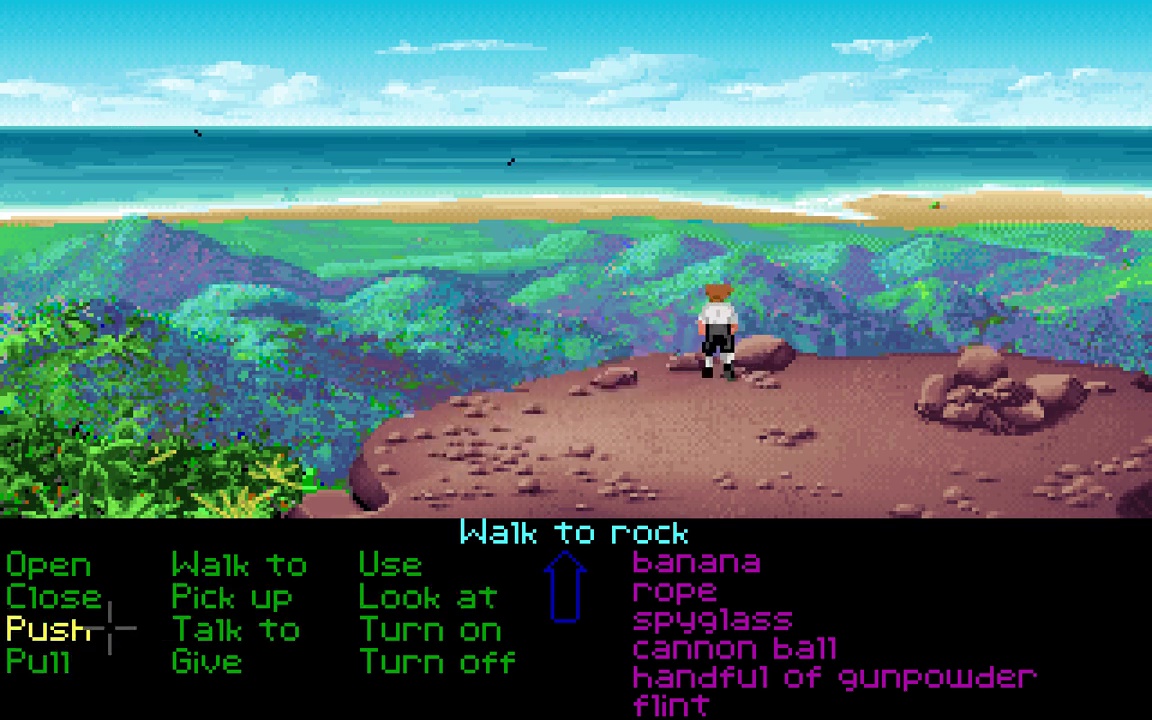 Walk to rock
Open Walk to Use
Close Pick up Look at
Push Talk to Turn on
Pull Give Turn off
banana
rope
spyglass
cannon ball
handful of gunpowder
flint